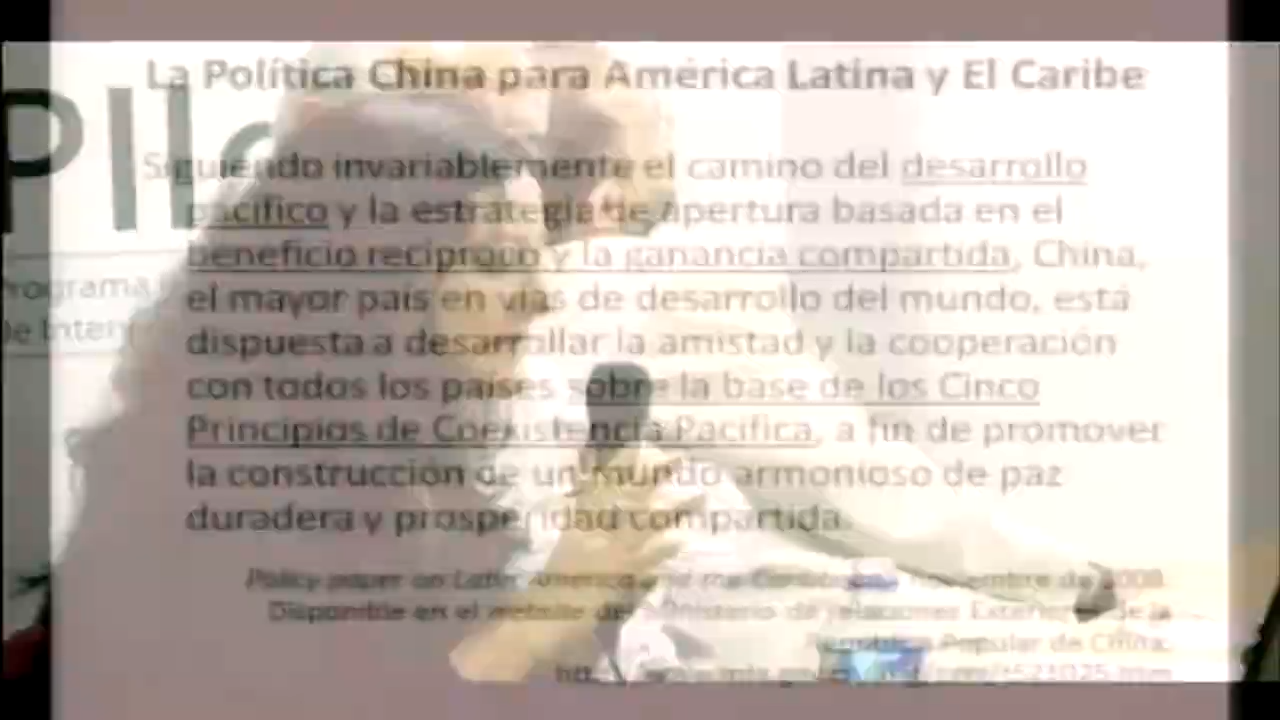 La Política China para América Latina y El Caribe
Siguiendo invariablemente el camino del desarrollo
pacífico y la estrategia de apertura basada en el
beneficio recíproco y la ganancia compartida, China,
el mayor país en vías de desarrollo del mundo, está
dispuesta a desarrollar la amistad y la cooperación
con todos los países sobre la base de los Cinco
Principios de Coexistencia Pacífica, a fin de promover
la construcción de un mundo armonioso de paz
duradera y prosperidad compartida.
Programa
de Inter
Policy paper on Latin America and the Caribbean, noviembre de 2008.
Disponible en el website del Ministerio de Relaciones Exteriores de la
República Popular de China.